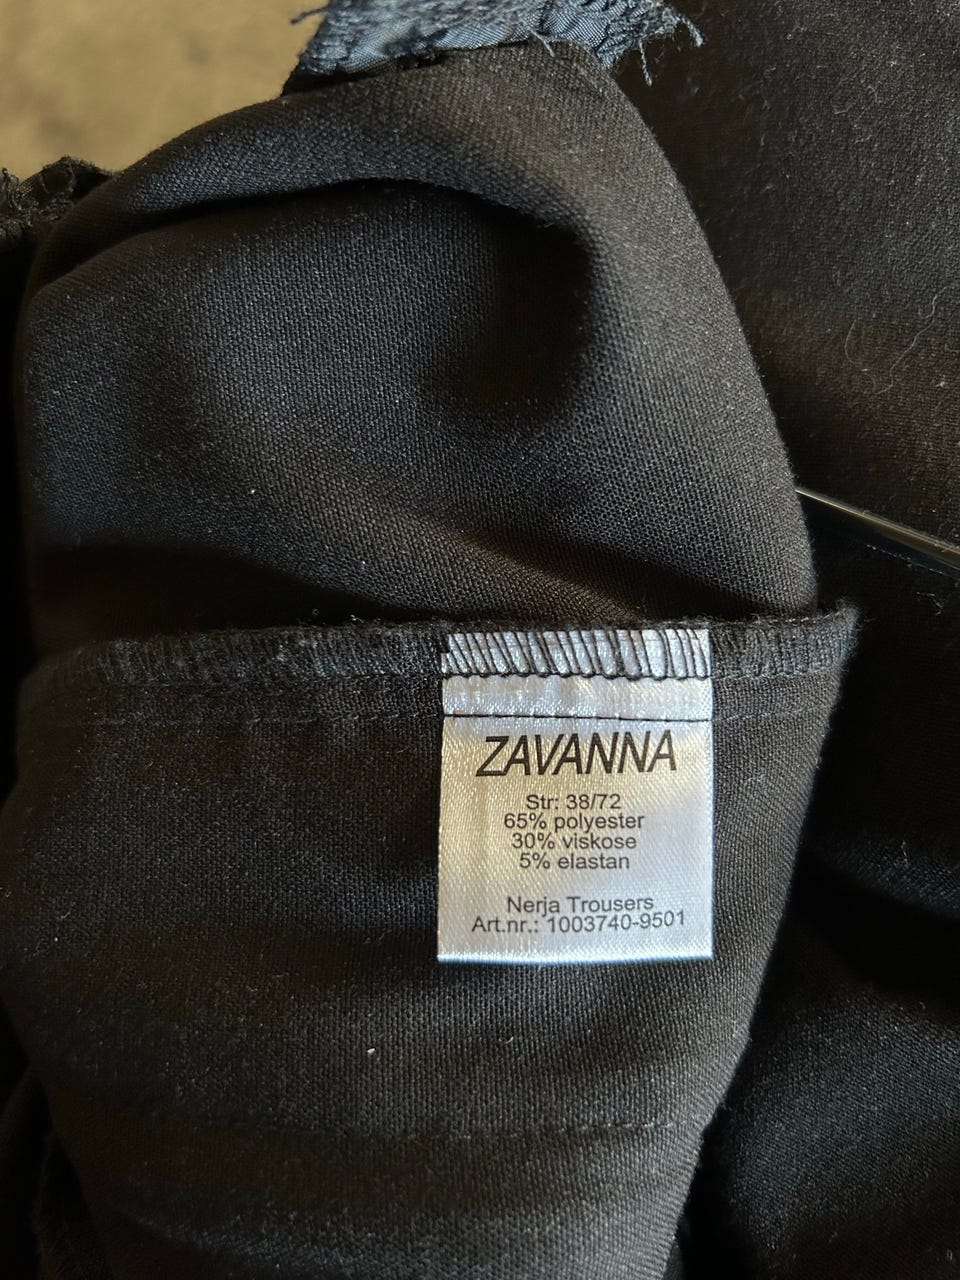 ZAVANNA
Str: 38/72
65% polyester
30% viskose
5% elastan
Nerja Trousers
Art.nr.: 1003740-9501